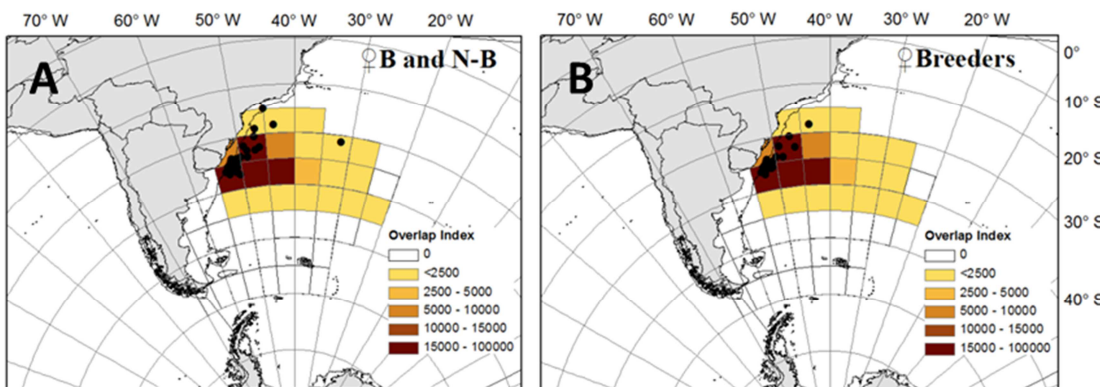 70° W 60° W 50° W 40° W 30° W 20° W
70° W 60° W 50° W 40° W 30° W 20° W
A
♀ B and N-B
B
♀ Breeders
0°
10° S
20° S
30° S
40° S
Overlap Index
0
<2500
2500 - 5000
5000 - 10000
10000 - 15000
15000 - 100000
Overlap Index
0
<2500
2500 - 5000
5000 - 10000
10000 - 15000
15000 - 100000